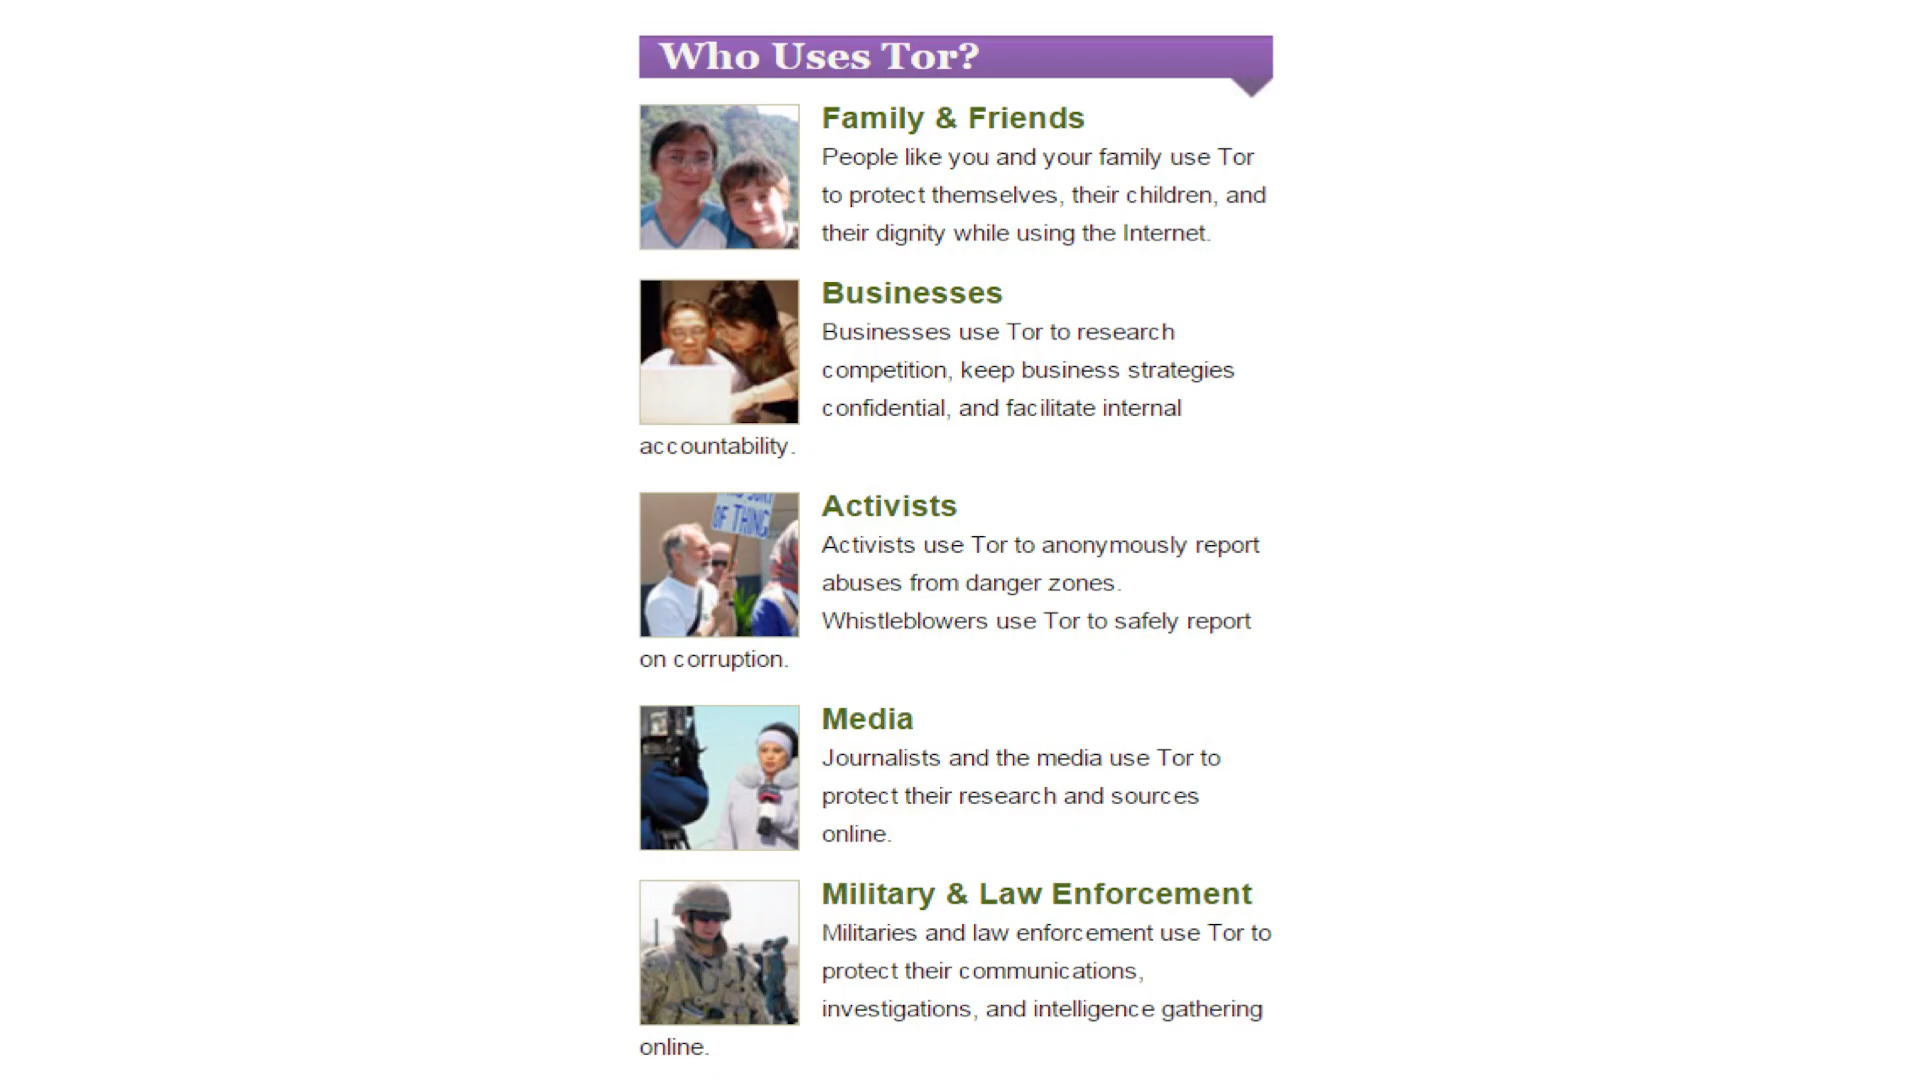 Who Uses Tor?
Family & Friends
People like you and your family use Tor
to protect themselves, their children, and
their dignity while using the Internet.
Businesses
Businesses use Tor to research
competition, keep business strategies
confidential, and facilitate internal
accountability.
OF THING
Activists
Activists use Tor to anonymously report
abuses from danger zones.
Whistleblowers use Tor to safely report
on corruption.
Media
Journalists and the media use Tor to
protect their research and sources
online.
Military & Law Enforcement
Militaries and law enforcement use Tor to
protect their communications,
investigations, and intelligence gathering
online.